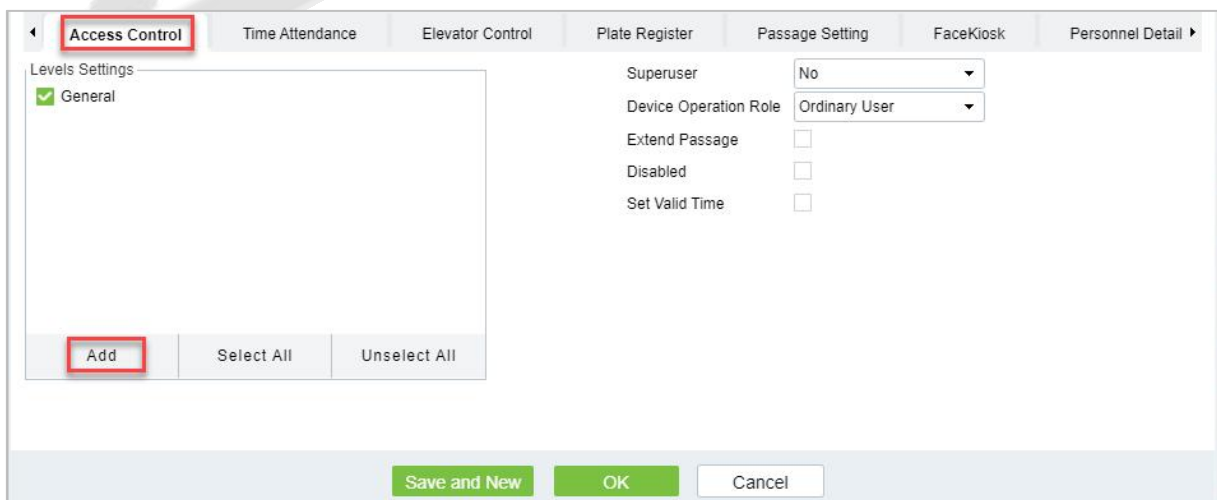 Access Control Time Attendance Elevator Control Plate Register Passage Setting FaceKiosk Personnel Detail
Levels Settings
General
Superuser No
Device Operation Role Ordinary User
Extend Passage
Disabled
Set Valid Time
Add Select All Unselect All
Save and New OK Cancel